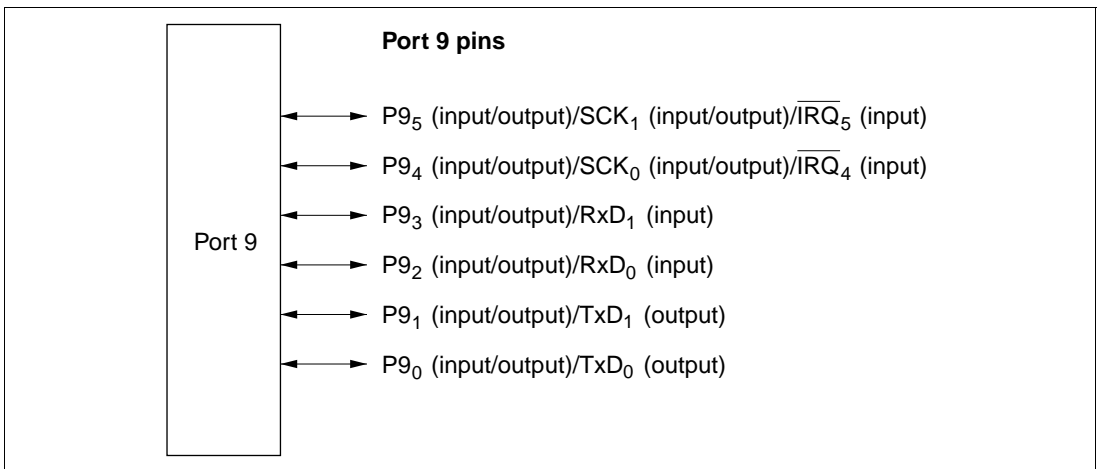 Port 9 pins
P9₅ (input/output)/SCK₁ (input/output)/I̅R̅Q̅₅ (input)
P9₄ (input/output)/SCK₀ (input/output)/I̅R̅Q̅₄ (input)
P9₃ (input/output)/RxD₁ (input)
Port 9
P9₂ (input/output)/RxD₀ (input)
P9₁ (input/output)/TxD₁ (output)
P9₀ (input/output)/TxD₀ (output)